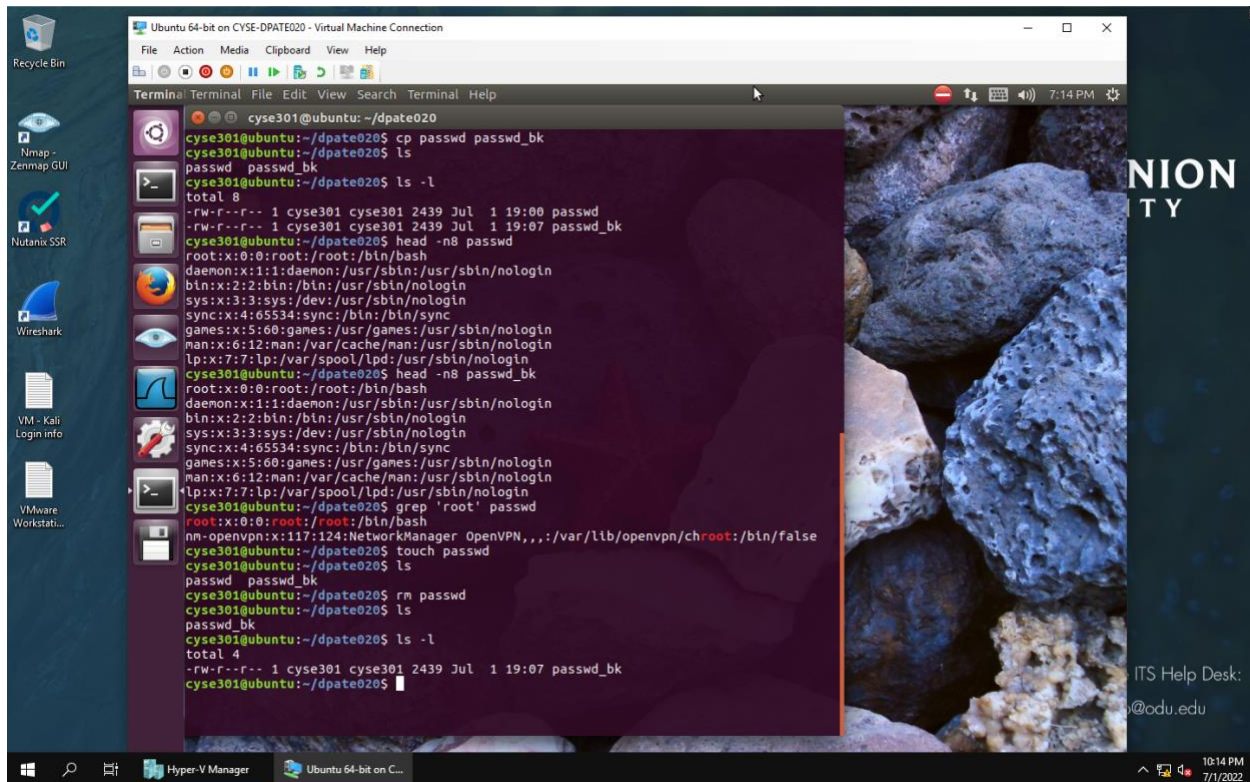 Recycle Bin
Nmap -
Zenmap GUI
Nutanix SSR
Wireshark
VM - Kali
Login info
VMware
Workstati...
Ubuntu 64-bit on CYSE-DPATE020 - Virtual Machine Connection
File Action Media Clipboard View Help
Terminal Terminal File Edit View Search Terminal Help 7:14 PM
cyse301@ubuntu: ~/dpate020
cyse301@ubuntu:~/dpate020$ cp passwd passwd_bk
cyse301@ubuntu:~/dpate020$ ls
passwd passwd_bk
cyse301@ubuntu:~/dpate020$ ls -l
total 8
-rw-r--r-- 1 cyse301 cyse301 2439 Jul 1 19:00 passwd
-rw-r--r-- 1 cyse301 cyse301 2439 Jul 1 19:07 passwd_bk
cyse301@ubuntu:~/dpate020$ head -n8 passwd
root:x:0:0:root:/root:/bin/bash
daemon:x:1:1:daemon:/usr/sbin:/usr/sbin/nologin
bin:x:2:2:bin:/bin:/usr/sbin/nologin
sys:x:3:3:sys:/dev:/usr/sbin/nologin
sync:x:4:65534:sync:/bin:/bin/sync
games:x:5:60:games:/usr/games:/usr/sbin/nologin
man:x:6:12:man:/var/cache/man:/usr/sbin/nologin
lp:x:7:7:lp:/var/spool/lpd:/usr/sbin/nologin
cyse301@ubuntu:~/dpate020$ head -n8 passwd_bk
root:x:0:0:root:/root:/bin/bash
daemon:x:1:1:daemon:/usr/sbin:/usr/sbin/nologin
bin:x:2:2:bin:/bin:/usr/sbin/nologin
sys:x:3:3:sys:/dev:/usr/sbin/nologin
sync:x:4:65534:sync:/bin:/bin/sync
games:x:5:60:games:/usr/games:/usr/sbin/nologin
man:x:6:12:man:/var/cache/man:/usr/sbin/nologin
lp:x:7:7:lp:/var/spool/lpd:/usr/sbin/nologin
cyse301@ubuntu:~/dpate020$ grep 'root' passwd
root:x:0:0:root:/root:/bin/bash
nm-openvpn:x:117:124:NetworkManager OpenVPN,,,:/var/lib/openvpn/chroot:/bin/false
cyse301@ubuntu:~/dpate020$ touch passwd
cyse301@ubuntu:~/dpate020$ ls
passwd passwd_bk
cyse301@ubuntu:~/dpate020$ rm passwd
cyse301@ubuntu:~/dpate020$ ls
passwd_bk
cyse301@ubuntu:~/dpate020$ ls -l
total 4
-rw-r--r-- 1 cyse301 cyse301 2439 Jul 1 19:07 passwd_bk
cyse301@ubuntu:~/dpate020$
NION
ITY
ITS Help Desk:
@odu.edu
Hyper-V Manager
Ubuntu 64-bit on C...
10:14 PM
7/1/2022